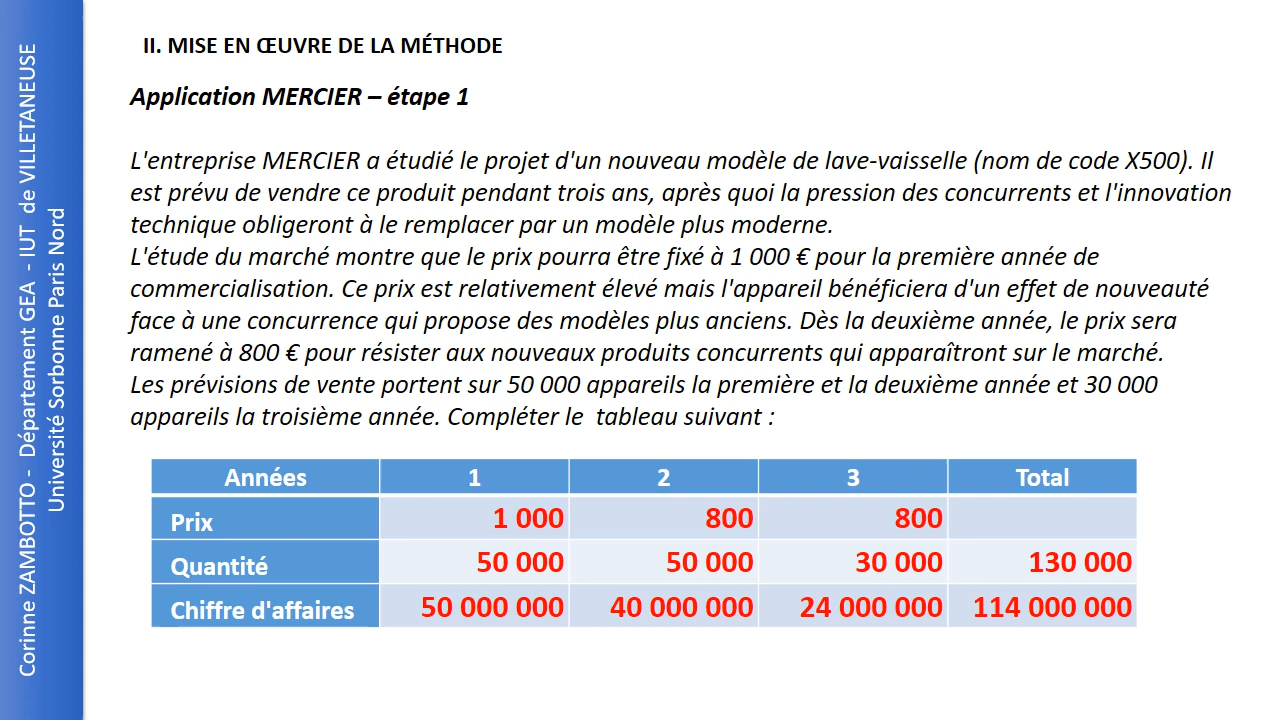 Corinne ZAMBOTTO - Département GEA - IUT de VILLETANEUSE
Université Sorbonne Paris Nord
II. MISE EN ŒUVRE DE LA MÉTHODE
Application MERCIER – étape 1
L'entreprise MERCIER a étudié le projet d'un nouveau modèle de lave-vaisselle (nom de code X500). Il
est prévu de vendre ce produit pendant trois ans, après quoi la pression des concurrents et l'innovation
technique obligeront à le remplacer par un modèle plus moderne.
L'étude du marché montre que le prix pourra être fixé à 1 000 € pour la première année de
commercialisation. Ce prix est relativement élevé mais l'appareil bénéficiera d'un effet de nouveauté
face à une concurrence qui propose des modèles plus anciens. Dès la deuxième année, le prix sera
ramené à 800 € pour résister aux nouveaux produits concurrents qui apparaîtront sur le marché.
Les prévisions de vente portent sur 50 000 appareils la première et la deuxième année et 30 000
appareils la troisième année. Compléter le tableau suivant :
Années 1 2 3 Total
Prix 1 000 800 800
Quantité 50 000 50 000 30 000 130 000
Chiffre d'affaires 50 000 000 40 000 000 24 000 000 114 000 000